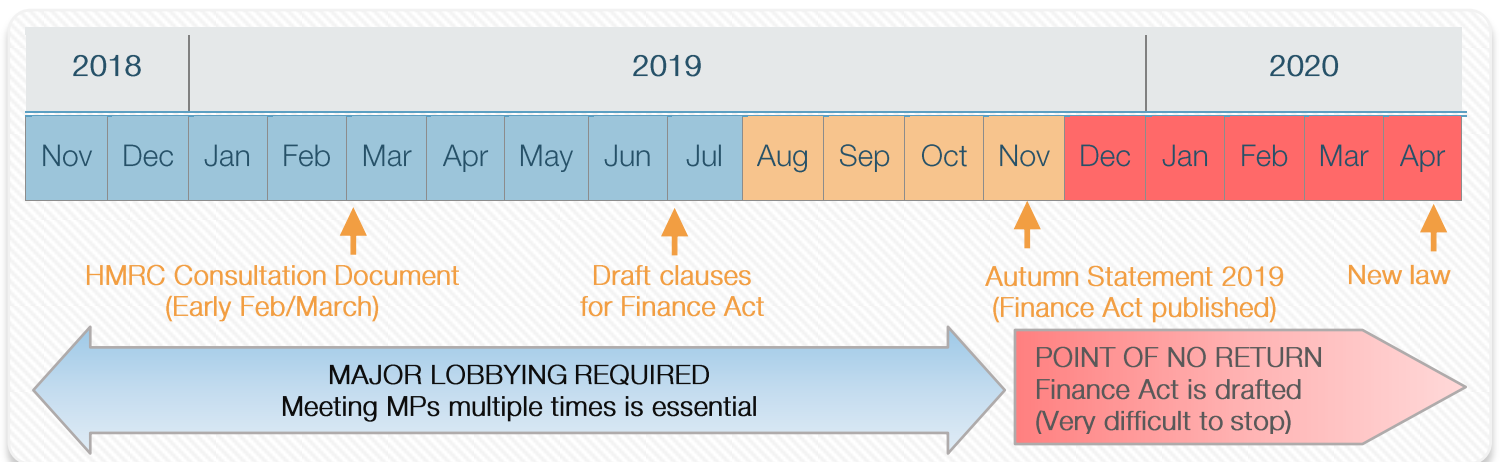 2018 2019 2020
Nov Dec Jan Feb Mar Apr May Jun Jul Aug Sep Oct Nov Dec Jan Feb Mar Apr
HMRC Consultation Document
(Early Feb/March)
Draft clauses
for Finance Act
Autumn Statement 2019
(Finance Act published)
New law
MAJOR LOBBYING REQUIRED
Meeting MPs multiple times is essential
POINT OF NO RETURN
Finance Act is drafted
(Very difficult to stop)